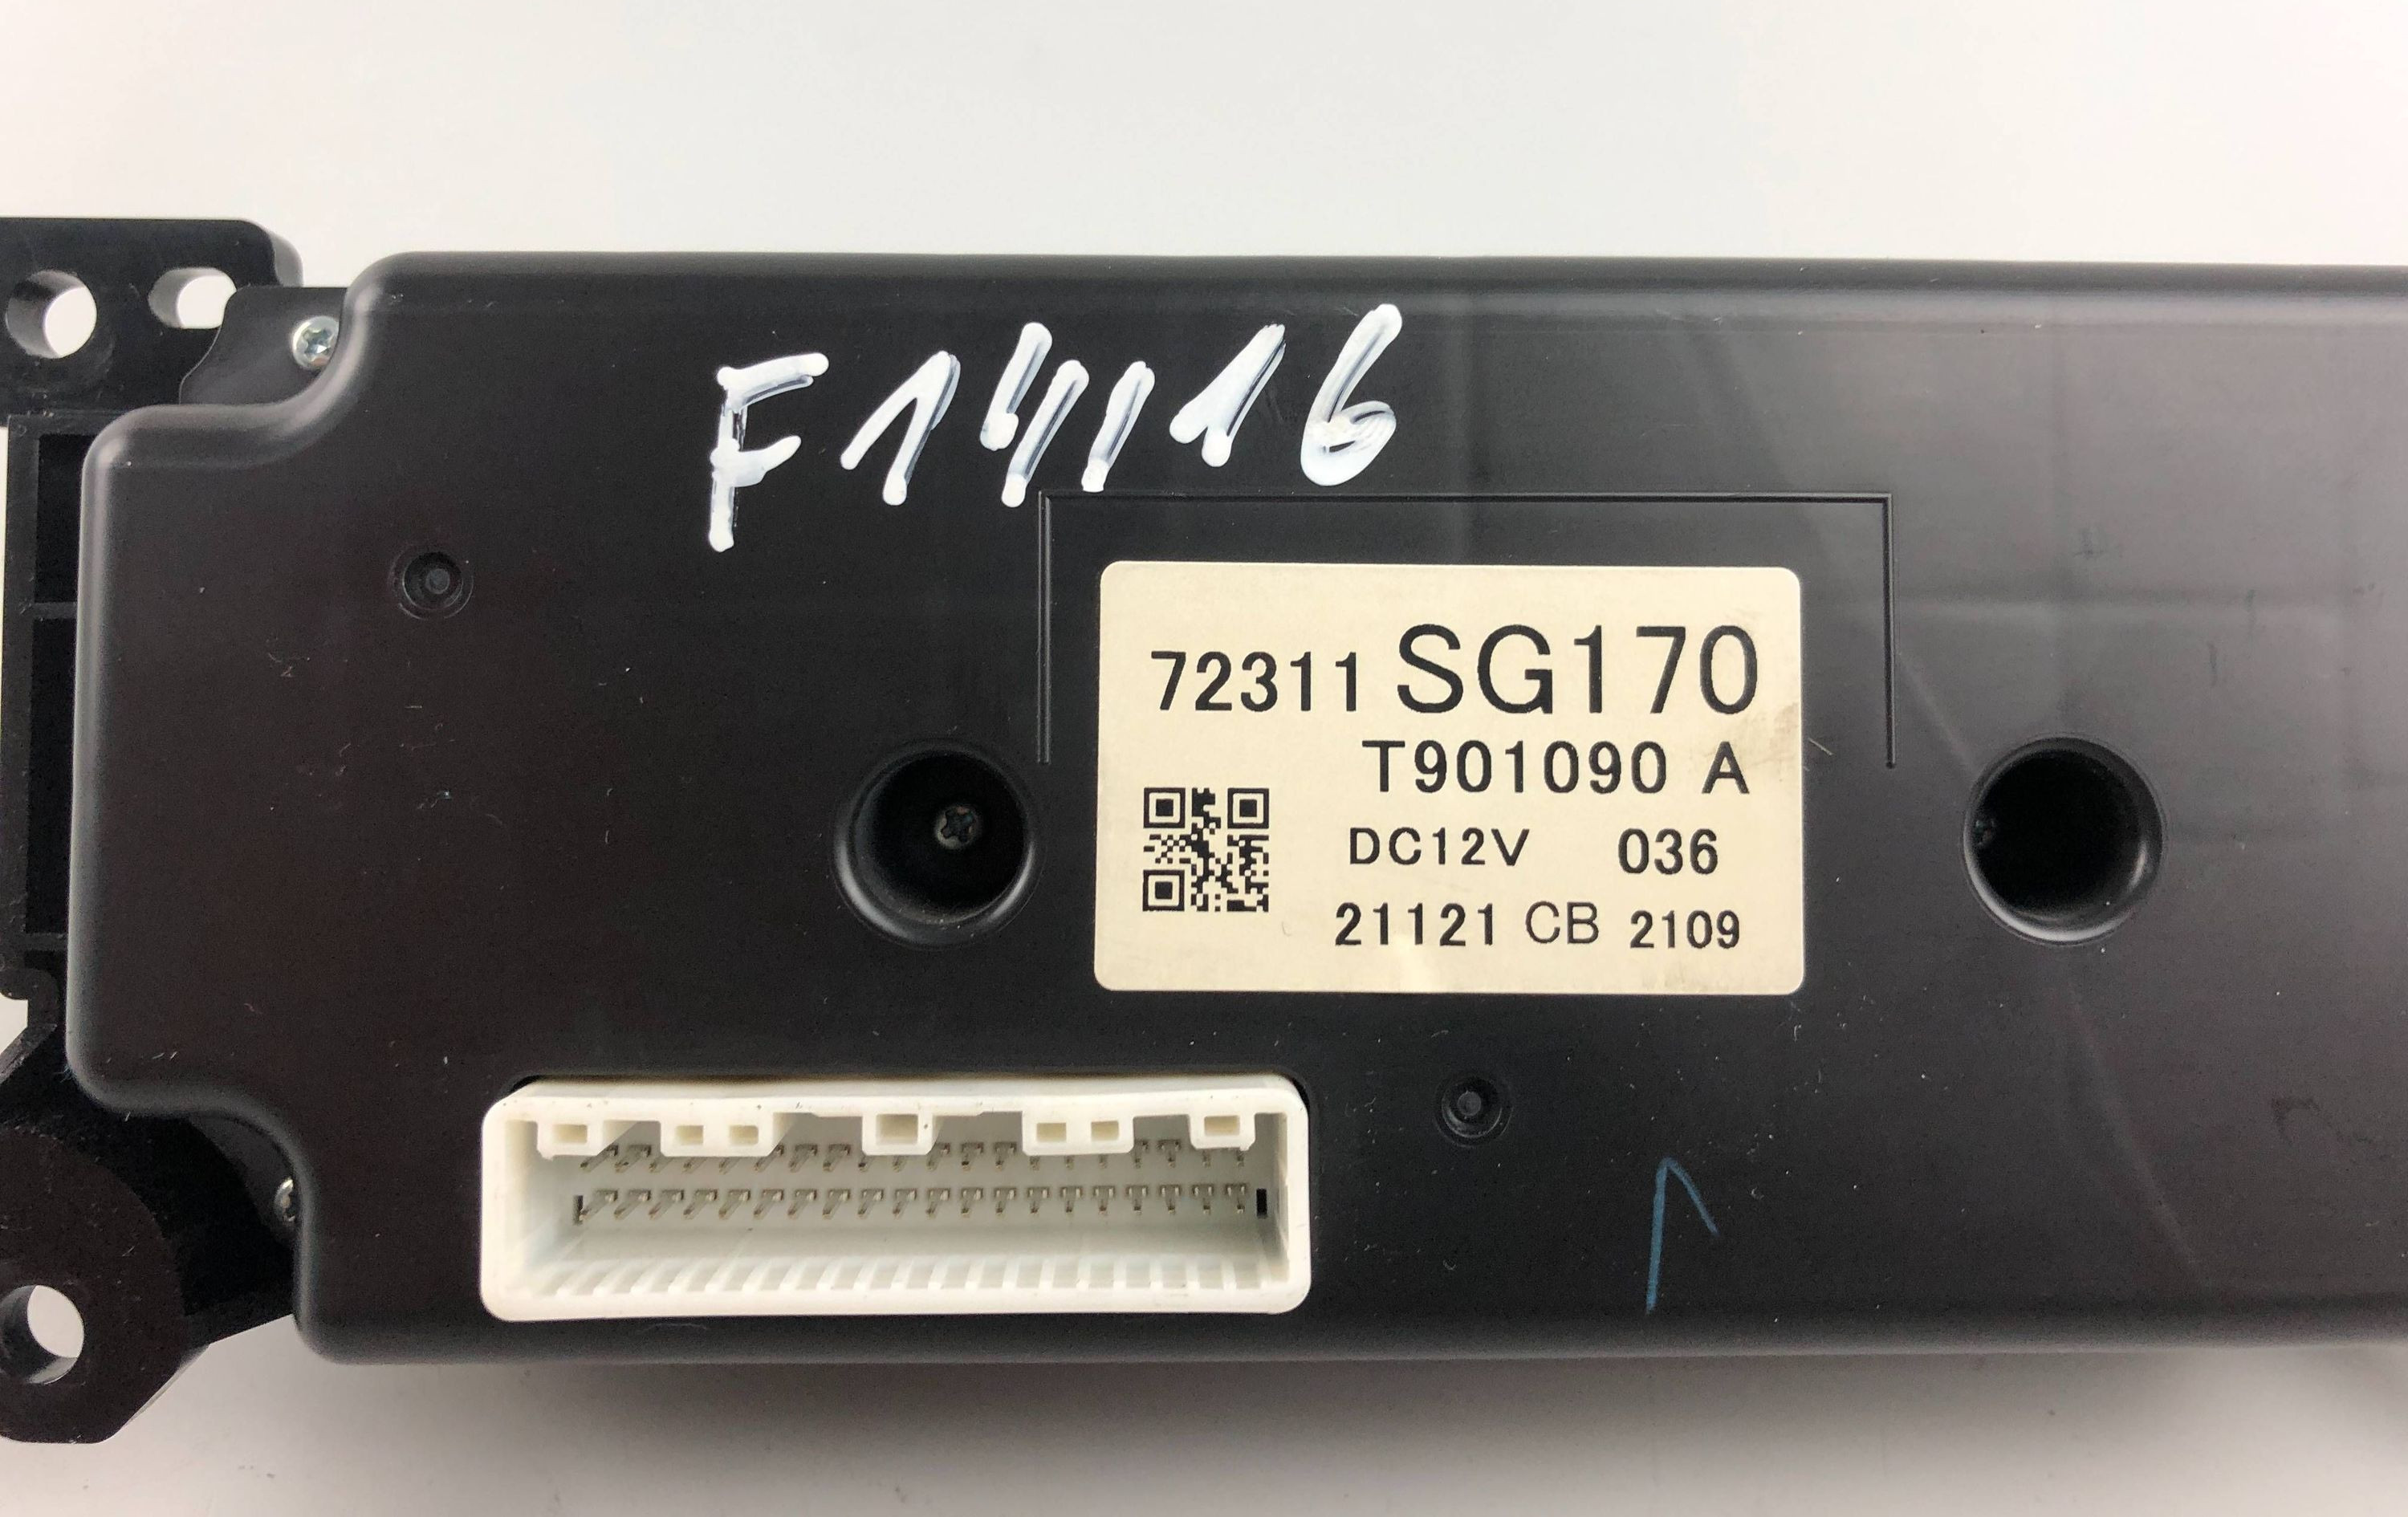 F14116
72311 SG170
T901090 A
DC12V 036
21121 CB 2109